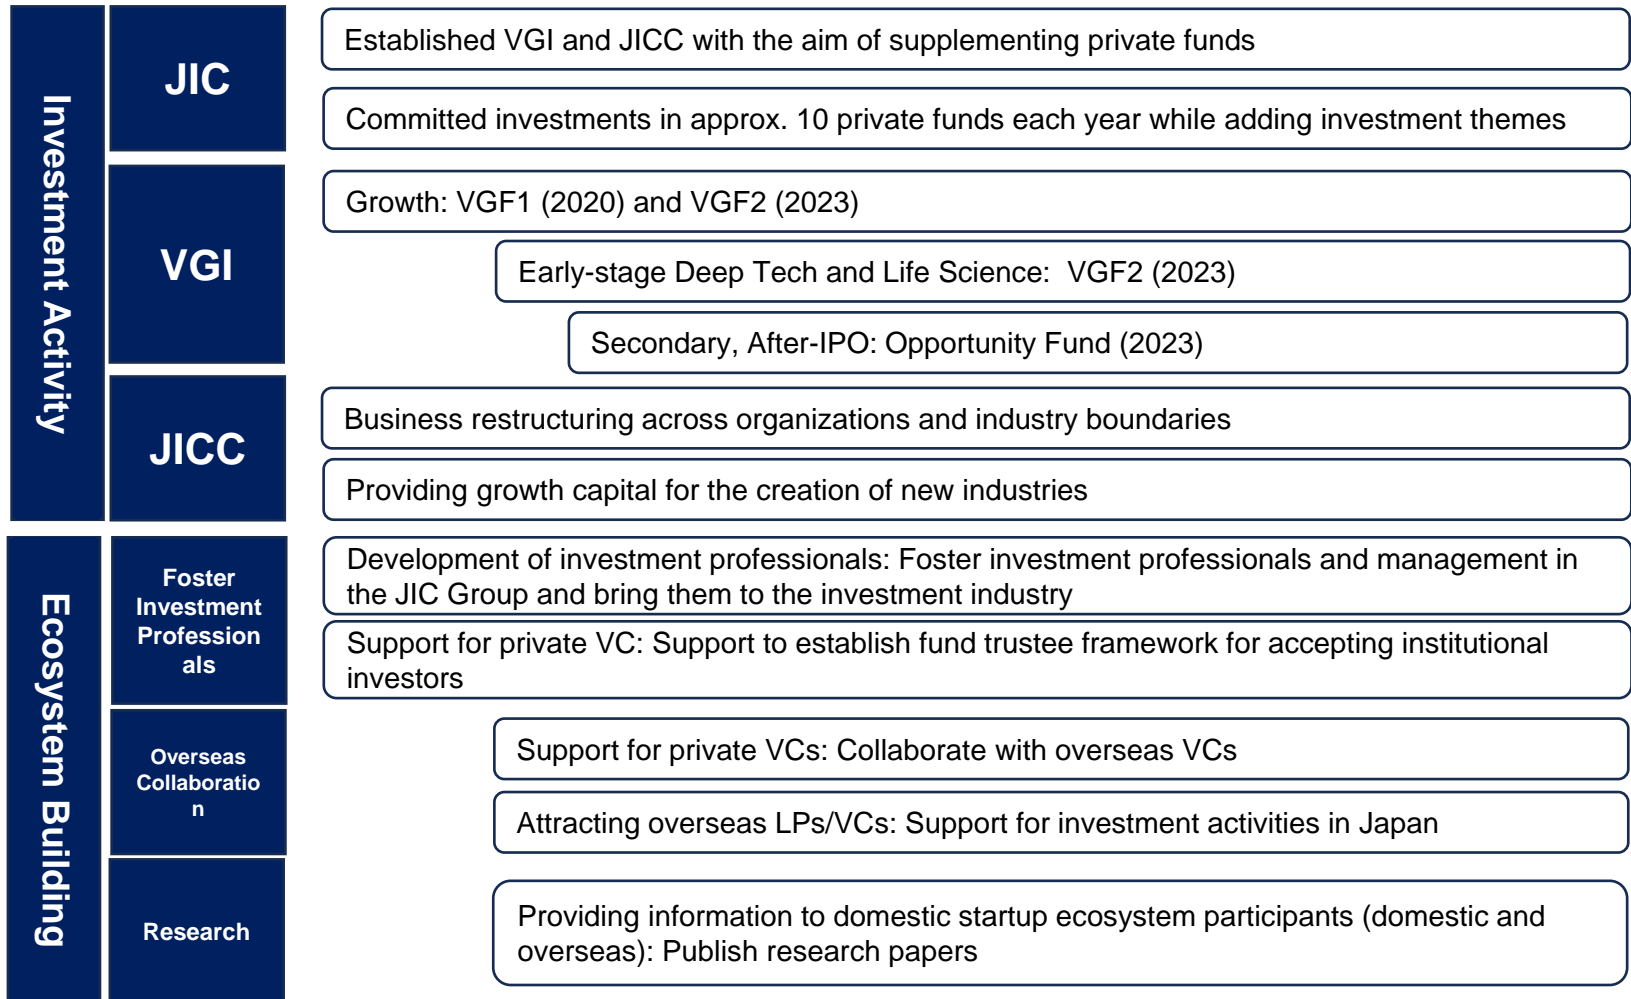 Investment Activity
JIC
Established VGI and JICC with the aim of supplementing private funds
Committed investments in approx. 10 private funds each year while adding investment themes
VGI
Growth: VGF1 (2020) and VGF2 (2023)
Early-stage Deep Tech and Life Science:  VGF2 (2023)
Secondary, After-IPO: Opportunity Fund (2023)
JICC
Business restructuring across organizations and industry boundaries
Providing growth capital for the creation of new industries
Ecosystem Building
Foster
Investment
Profession
als
Development of investment professionals: Foster investment professionals and management in
the JIC Group and bring them to the investment industry
Support for private VC: Support to establish fund trustee framework for accepting institutional
investors
Overseas
Collaboratio
n
Support for private VCs: Collaborate with overseas VCs
Attracting overseas LPs/VCs: Support for investment activities in Japan
Research
Providing information to domestic startup ecosystem participants (domestic and
overseas): Publish research papers